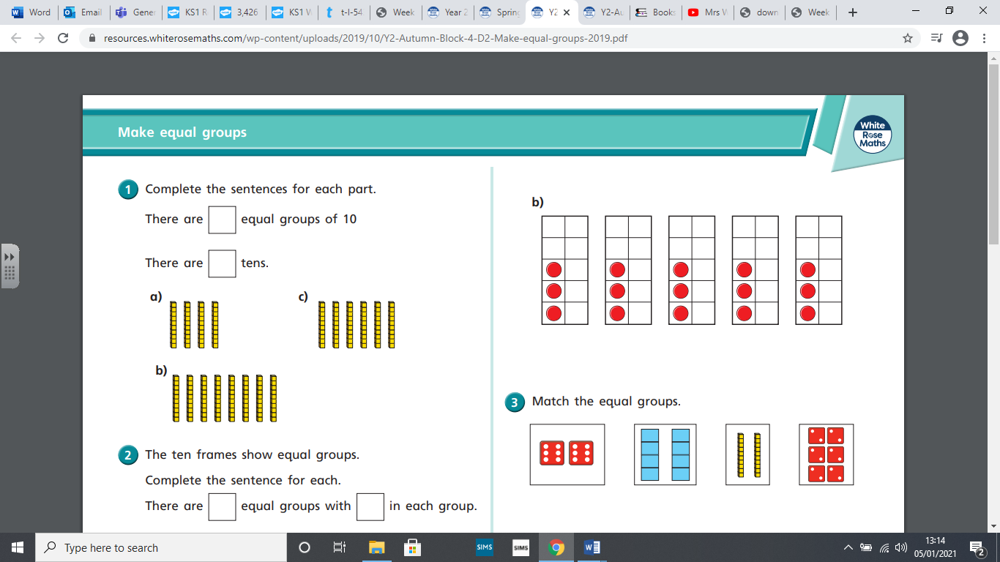 Word
Email
Gener
KS1 R
3,426
KS1 W
t-l-54
Week
Year 2
Spring
Y2
Y2-Au
Books
Mrs W
down
Week
resources.whiterosemaths.com/wp-content/uploads/2019/10/Y2-Autumn-Block-4-D2-Make-equal-groups-2019.pdf
Make equal groups
White
Rose
Maths
1 Complete the sentences for each part.
There are equal groups of 10
There are tens.
a)
c)
b)
2 The ten frames show equal groups.
Complete the sentence for each.
There are equal groups with in each group.
b)
3 Match the equal groups.
Type here to search
SIMS
SIMS
13:14
05/01/2021
2